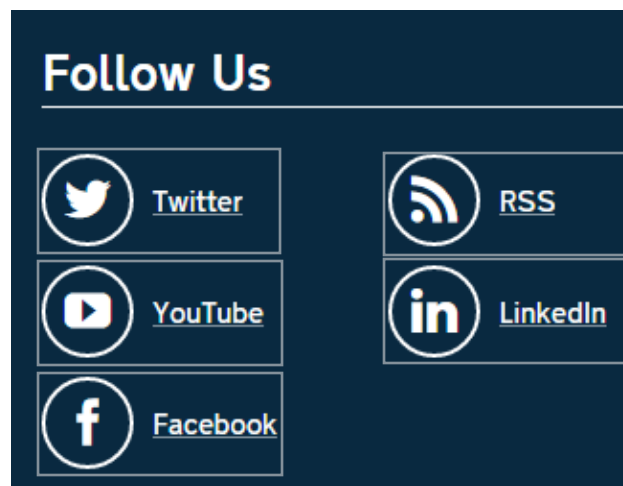 Follow Us
Twitter
RSS
YouTube
LinkedIn
Facebook